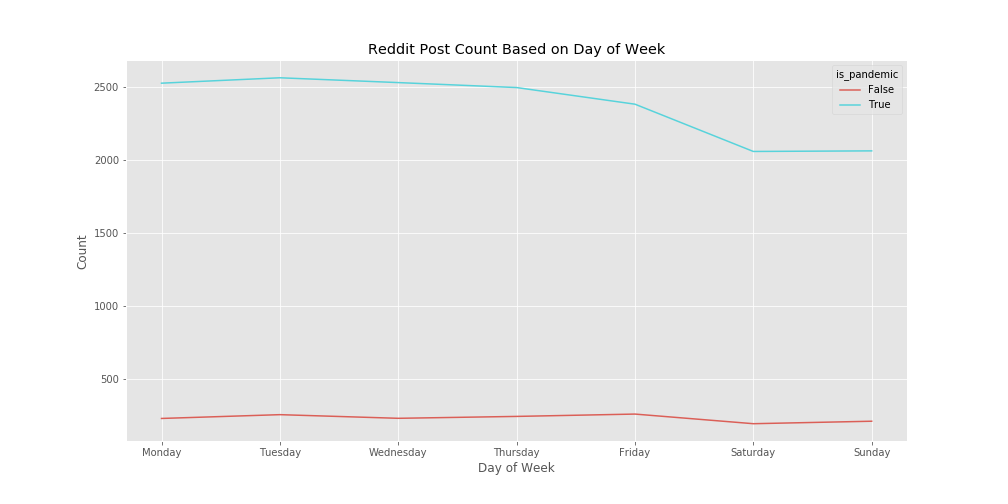 Reddit Post Count Based on Day of Week
is_pandemic
False
True
2500
2000
1500
1000
500
Count
Monday Tuesday Wednesday Thursday Friday Saturday Sunday
Day of Week